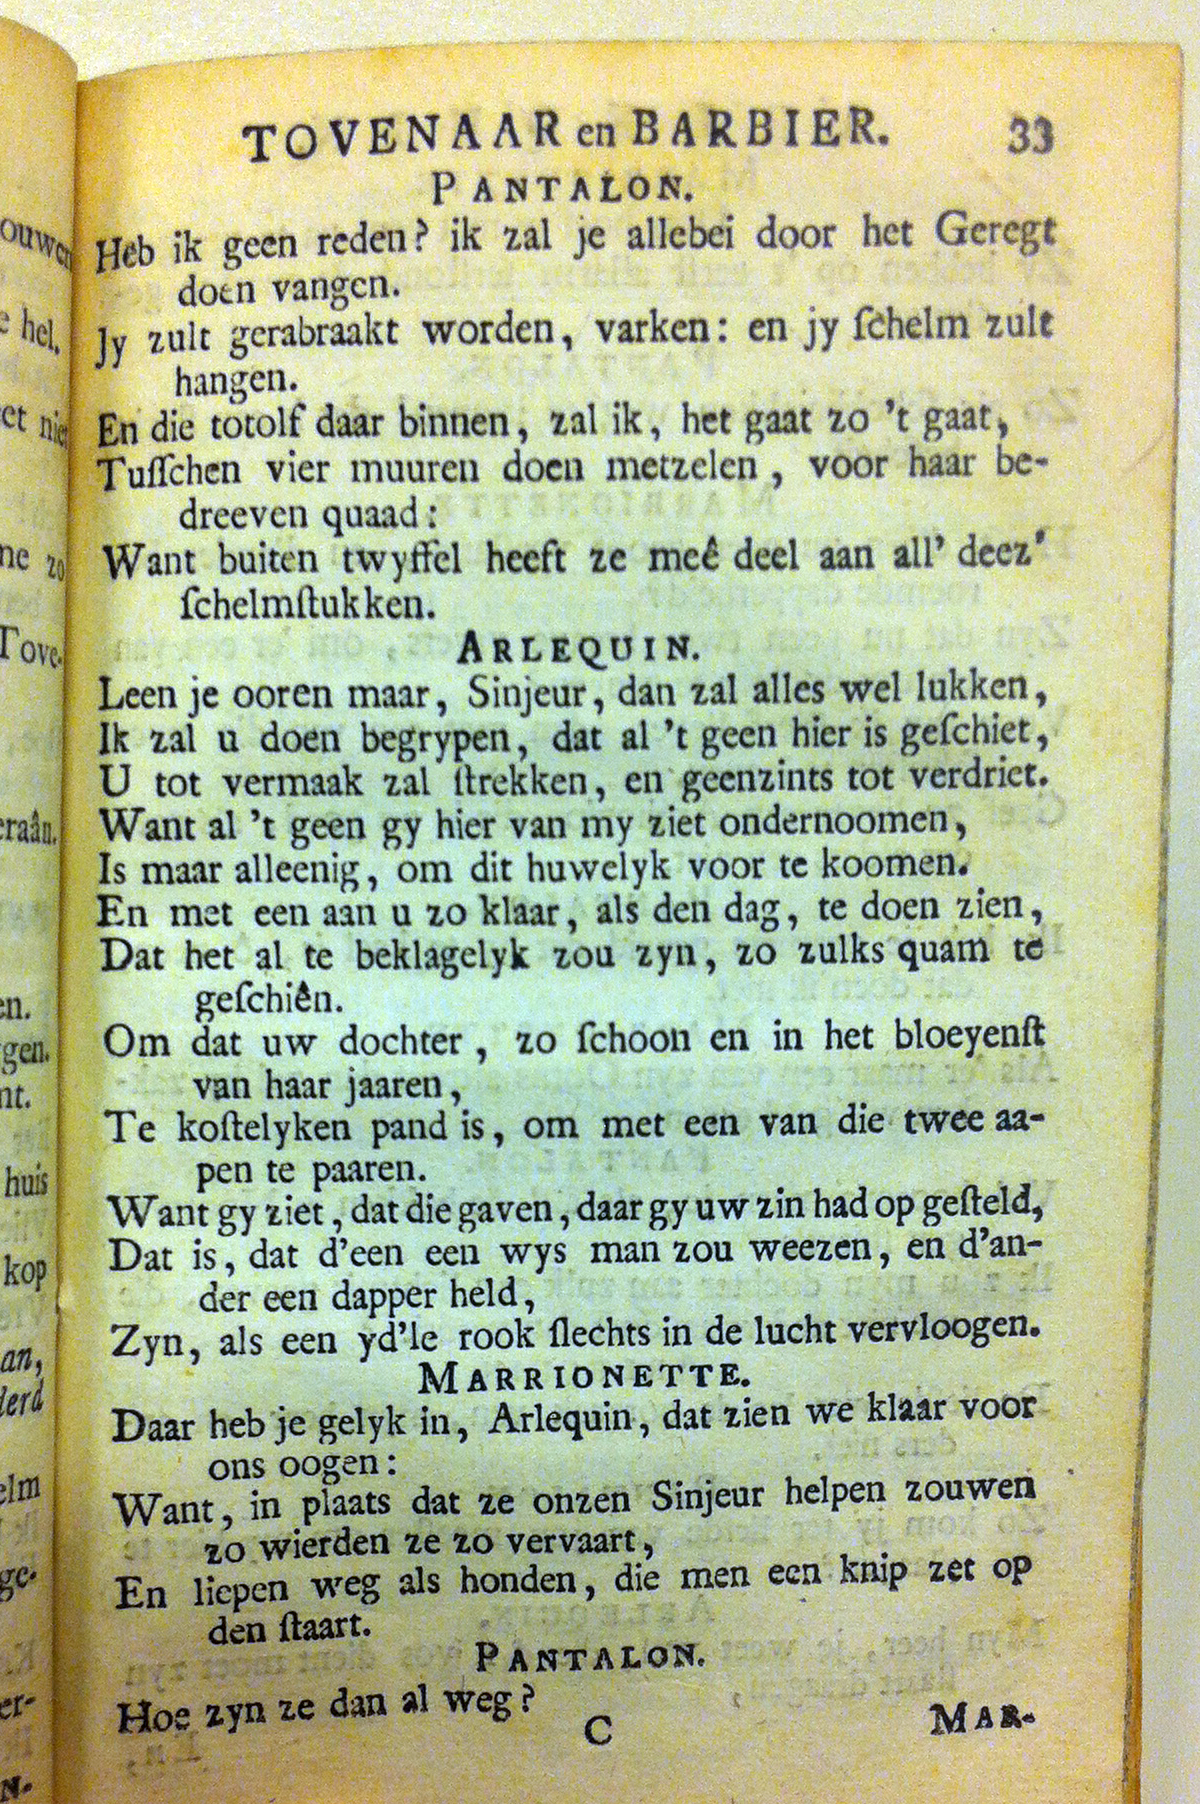 TOVENAAR en BARBIER. 33
PANTALON.
Heb ik geen reden? ik zal je allebei door het Geregt
doen vangen.
Jy zult gerabraakt worden, varken: en jy ſchelm zult
hangen.
En die totolf daar binnen, zal ik, het gaat zo 't gaat,
Tuſſchen vier muuren doen metzelen, voor haar be-
dreeven quaad:
Want buiten twyffel heeft ze meê deel aan all' deez'
ſchelmſtukken.
ARLEQUIN.
Leen je ooren maar, Sinjeur, dan zal alles wel lukken,
Ik zal u doen begrypen, dat al 't geen hier is geſchiet,
U tot vermaak zal ſtrekken, en geenzints tot verdriet.
Want al 't geen gy hier van my ziet ondernoomen,
Is maar alleenig, om dit huwelyk voor te koomen.
En met een aan u zo klaar, als den dag, te doen zien,
Dat het al te beklagelyk zou zyn, zo zulks quam te
geſchiên.
Om dat uw dochter, zo ſchoon en in het bloeyenſt
van haar jaaren,
Te koſtelyken pand is, om met een van die twee aa-
pen te paaren.
Want gy ziet, dat die gaven, daar gy uw zin had op geſteld,
Dat is, dat d'een een wys man zou weezen, en d'an-
der een dapper held,
Zyn, als een yd'le rook ſlechts in de lucht vervloogen.
MARRIONETTE.
Daar heb je gelyk in, Arlequin, dat zien we klaar voor
ons oogen:
Want, in plaats dat ze onzen Sinjeur helpen zouwen
zo wierden ze zo vervaart,
En liepen weg als honden, die men een knip zet op
den ſtaart.
PANTALON.
Hoe zyn ze dan al weg?
C MAR-